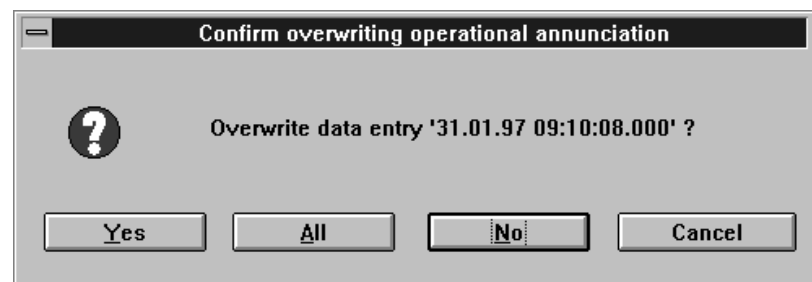 Confirm overwriting operational annunciation
Overwrite data entry '31.01.97 09:10:08.000' ?
Yes All No Cancel